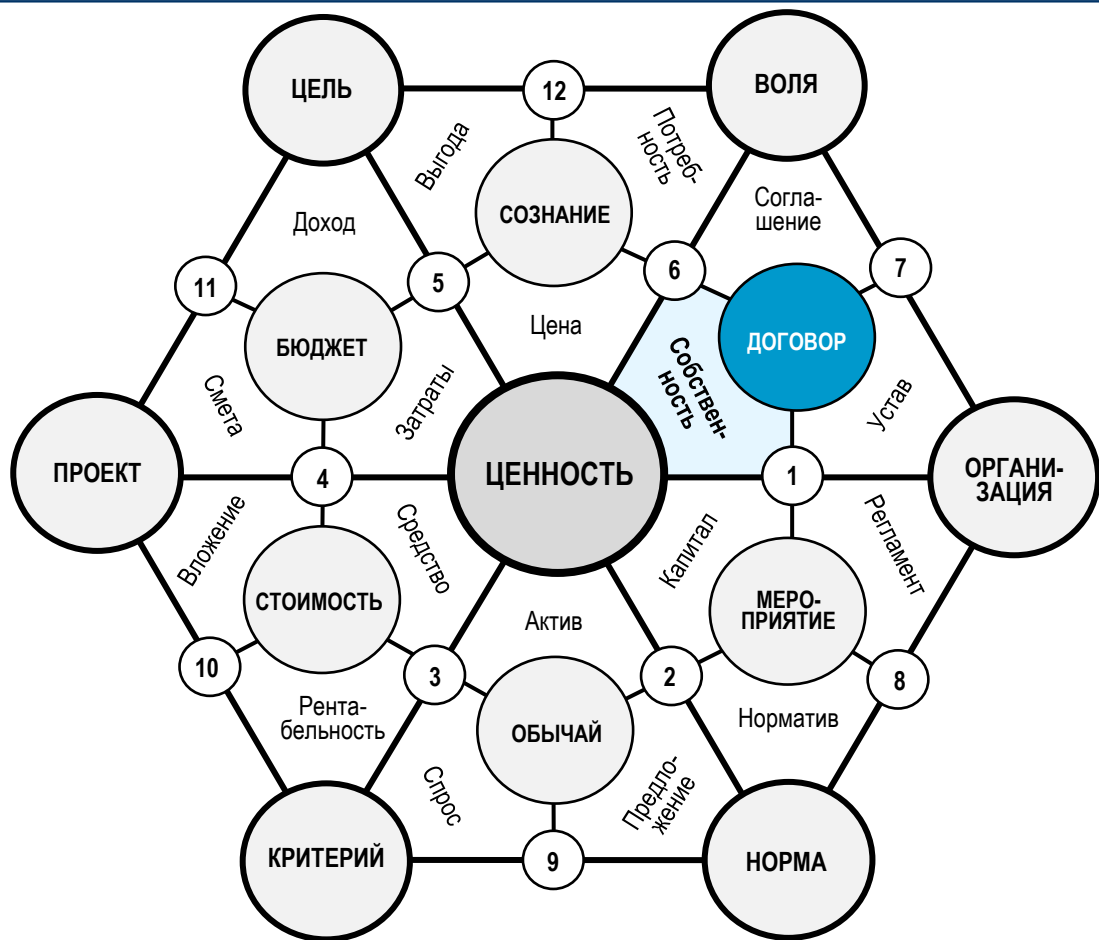 ЦЕЛЬ
12
ВОЛЯ
Выгода
Потреб-
ность
СОЗНАНИЕ
Согла-
шение
Доход
11
5
6
7
Цена
БЮДЖЕТ
ДОГОВОР
Смета
Затраты
Собствен-
ность
Устав
ПРОЕКТ
4
ЦЕННОСТЬ
1
ОРГАНИ-
ЗАЦИЯ
Вложение
Средство
Капитал
Регламент
СТОИМОСТЬ
Актив
МЕРО-
ПРИЯТИЕ
10
3
2
8
Рента-
бельность
ОБЫЧАЙ
Норматив
Спрос
Предло-
жение
КРИТЕРИЙ
9
НОРМА